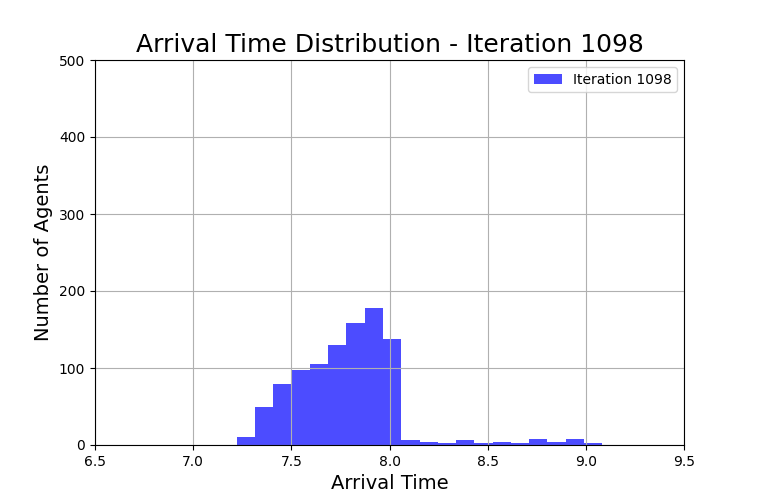 Arrival Time Distribution - Iteration 1098
Iteration 1098
Number of Agents
500
400
300
200
100
0
6.5 7.0 7.5 8.0 8.5 9.0 9.5
Arrival Time